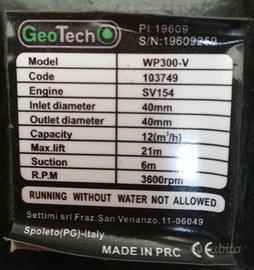 GeoTech
PI:19609
S/N:19609259
Model WP300-V
Code 103749
Engine SV154
Inlet diameter 40mm
Outlet diameter 40mm
Capacity 12(m³/h)
Max.lift 21m
Suction 6m
R.P.M 3600rpm
RUNNING WITHOUT WATER NOT ALLOWED
Settimi srl Fraz.San Venanzo.11-06049
Spoleto(PG)-Italy
MADE IN PRC CE
subito